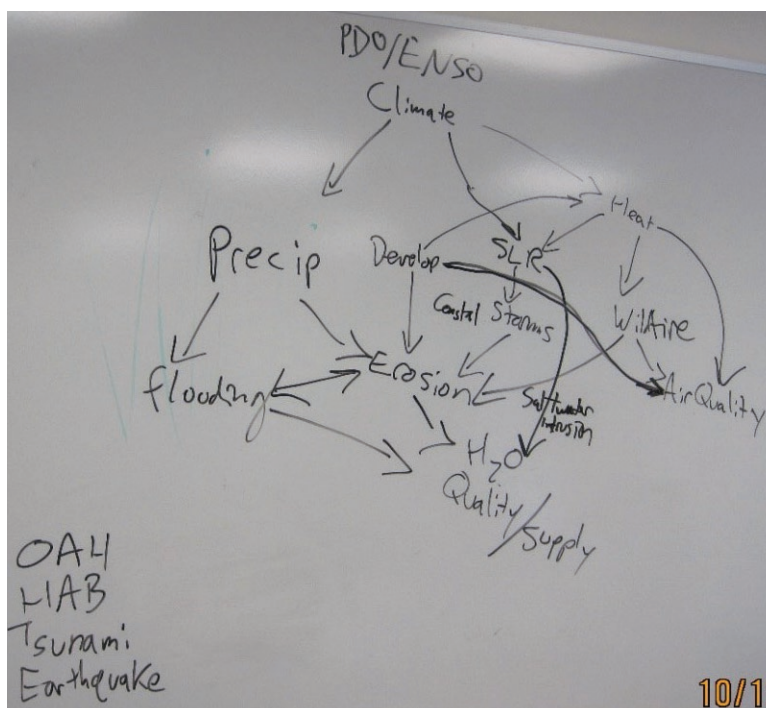 PDO/ENSO
Climate
Heat
Precip
Develop
SLR
Coastal Storms
Wildfire
flooding
Erosion
Air Quality
Saltwater
intrusion
H2O
Quality/Supply
OAH
HAB
Tsunami
Earthquake
10/1